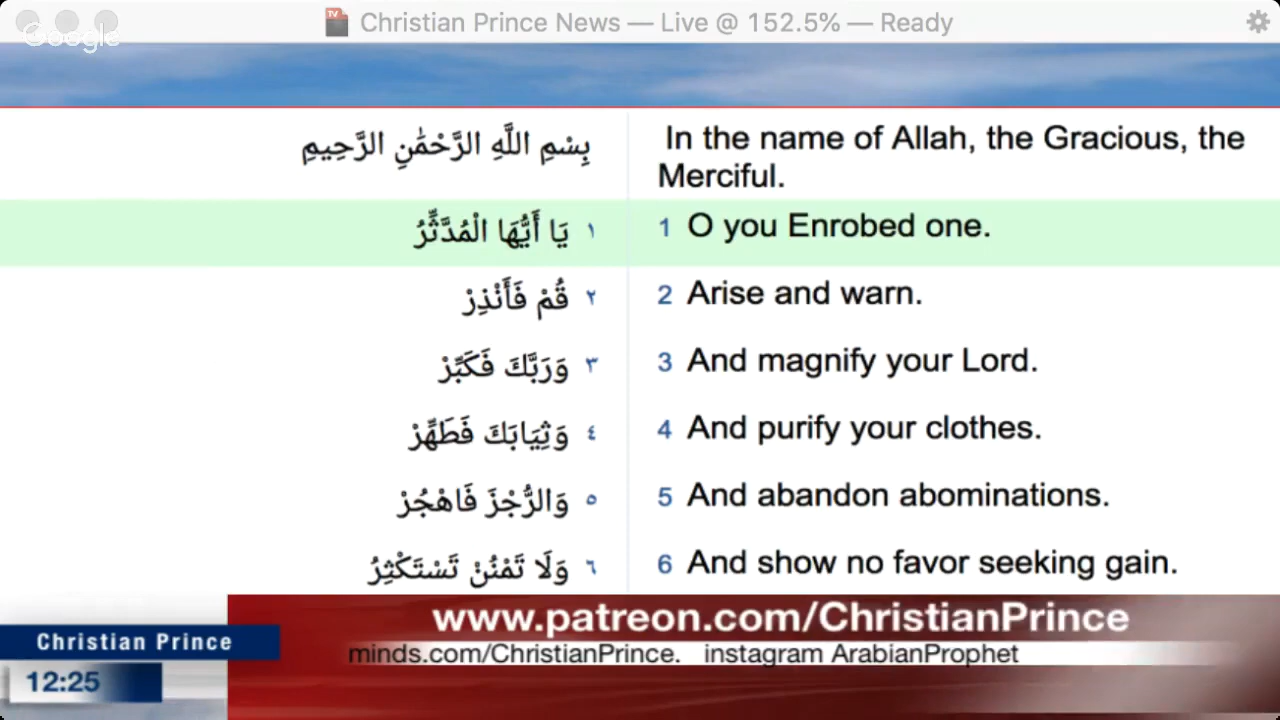 Christian Prince News — Live @ 152.5% — Ready
Google
بِسْمِ اللَّهِ الرَّحْمَٰنِ الرَّحِيمِ
In the name of Allah, the Gracious, the
Merciful.
١ يَا أَيُّهَا الْمُدَّثِّرُ
1 O you Enrobed one.
٢ قُمْ فَأَنْذِرْ
2 Arise and warn.
٣ وَرَبَّكَ فَكَبِّرْ
3 And magnify your Lord.
٤ وَثِيَابَكَ فَطَهِّرْ
4 And purify your clothes.
٥ وَالرُّجْزَ فَاهْجُرْ
5 And abandon abominations.
٦ وَلَا تَمْنُنْ تَسْتَكْثِرُ
6 And show no favor seeking gain.
www.patreon.com/ChristianPrince
Christian Prince
minds.com/ChristianPrince. instagram ArabianProphet
12:25